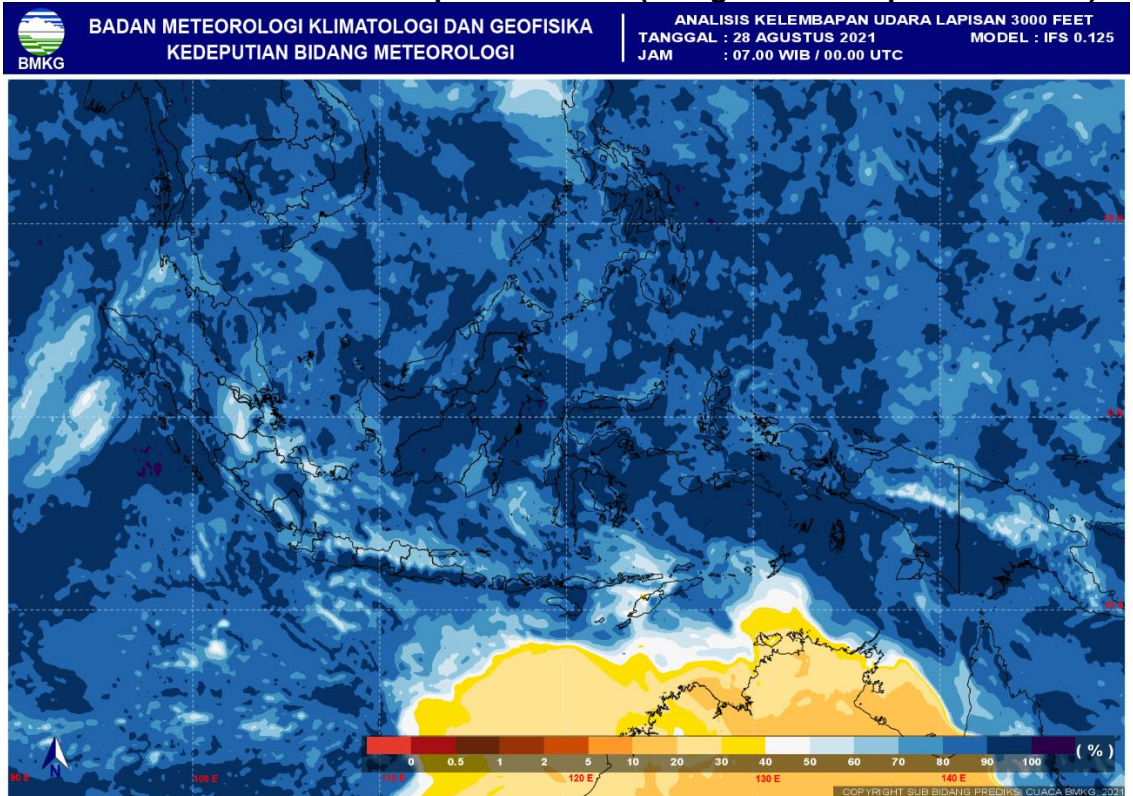 BADAN METEOROLOGI KLIMATOLOGI DAN GEOFISIKA
KEDEPUTIAN BIDANG METEOROLOGI
BMKG
ANALISIS KELEMBAPAN UDARA LAPISAN 3000 FEET
TANGGAL : 28 AGUSTUS 2021 MODEL : IFS 0.125
JAM : 07.00 WIB / 00.00 UTC
0 0.5 1 2 5 10 20 30 40 50 60 70 80 90 100 ( % )
N
90 E 100 E 110 E 120 E 130 E 140 E
COPYRIGHT SUB BIDANG PREDIKSI CUACA BMKG, 2021